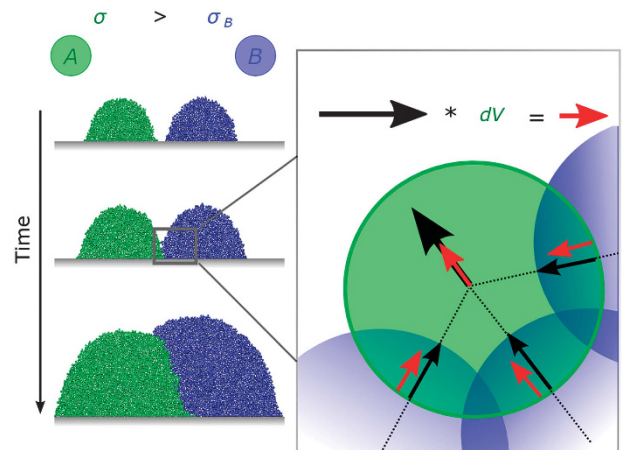 σ > σ_B
A B
* dV =
Time